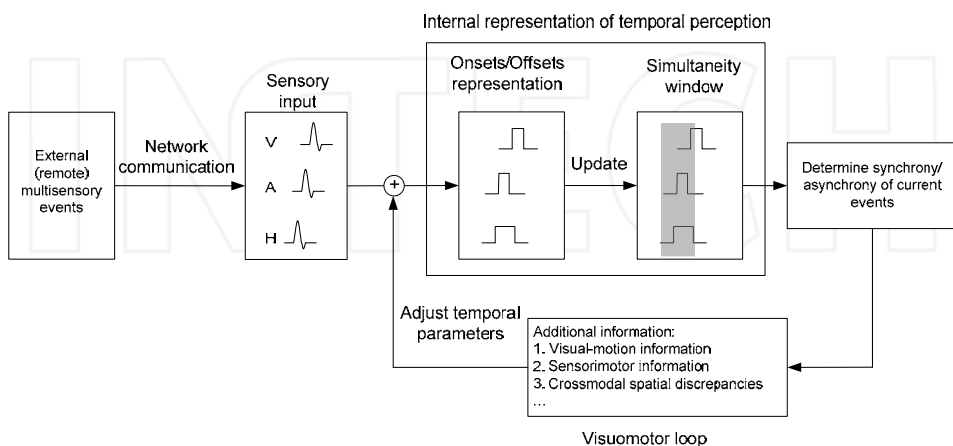 Internal representation of temporal perception
Onsets/Offsets
representation
Simultaneity
window
Sensory
input
External
(remote)
multisensory
events
Network
communication
V
A
H
+
Update
Determine synchrony/
asynchrony of current
events
Adjust temporal
parameters
Additional information:
1. Visual-motion information
2. Sensorimotor information
3. Crossmodal spatial discrepancies
...
Visuomotor loop
INTECH